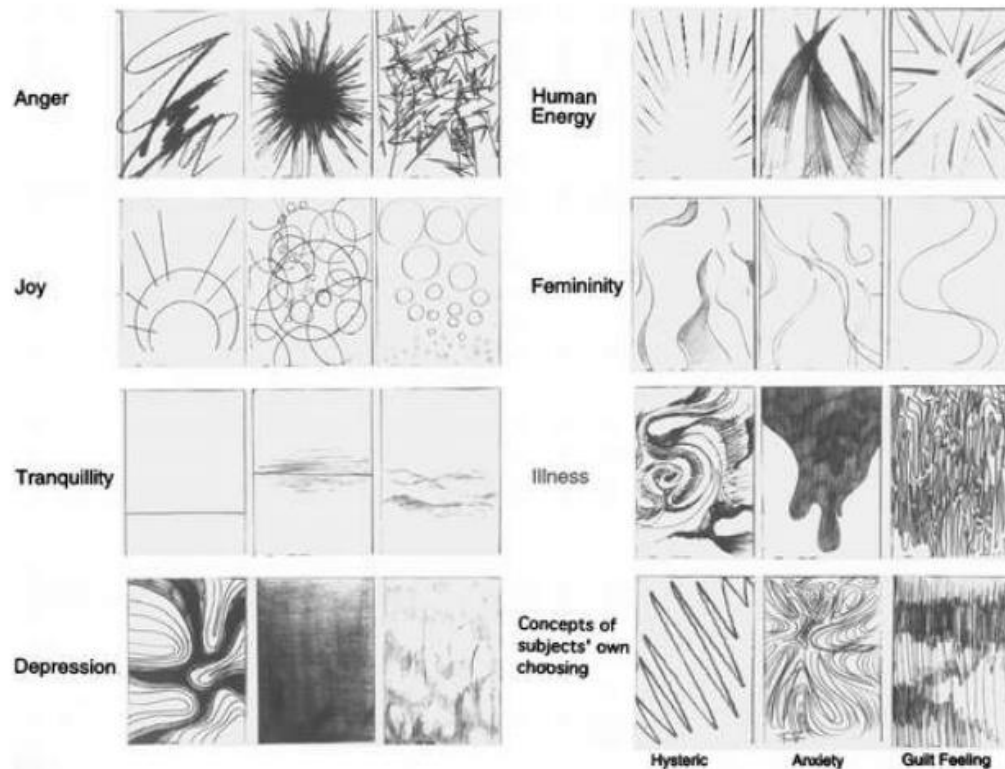 Anger
Human
Energy
Joy
Femininity
Tranquillity
Illness
Depression
Concepts of
subjects' own
choosing
Hysteric
Anxiety
Guilt Feeling